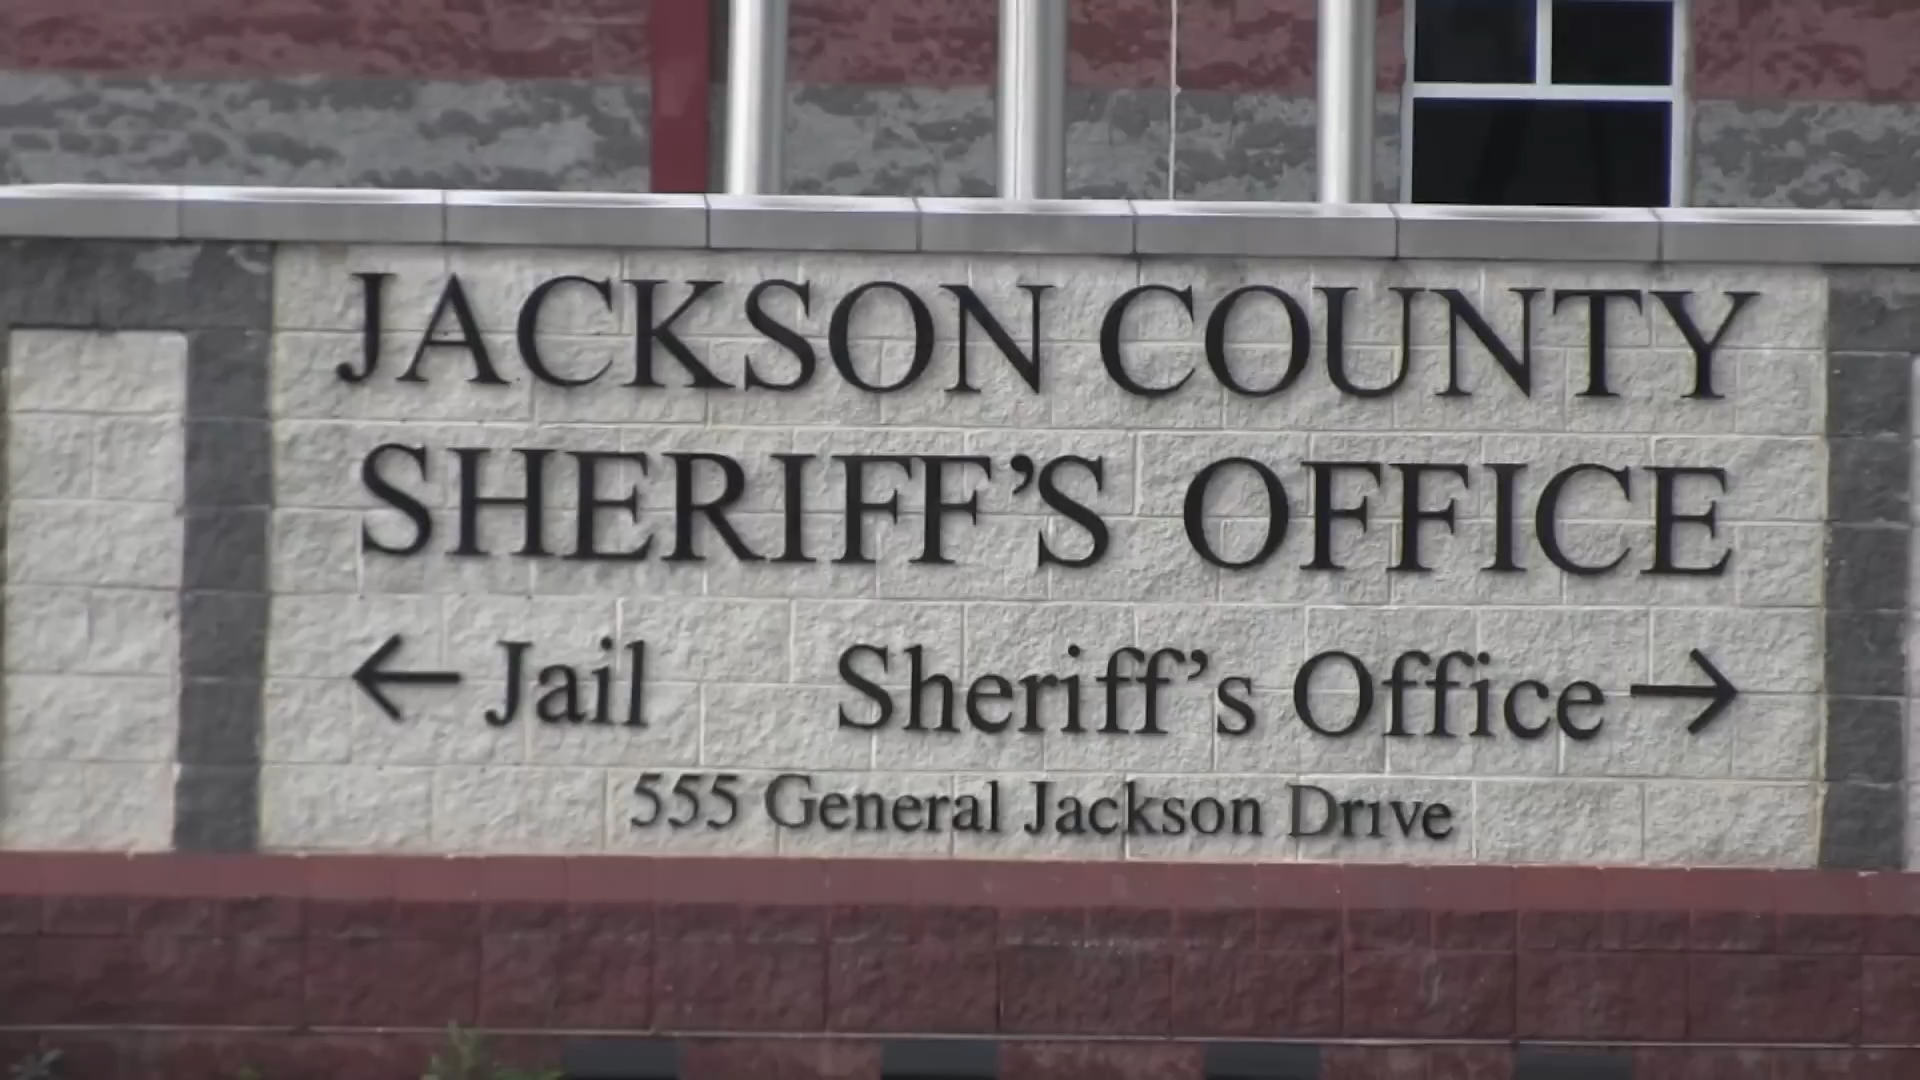 JACKSON COUNTY
SHERIFF’S OFFICE
← Jail Sheriff’s Office →
555 General Jackson Drive